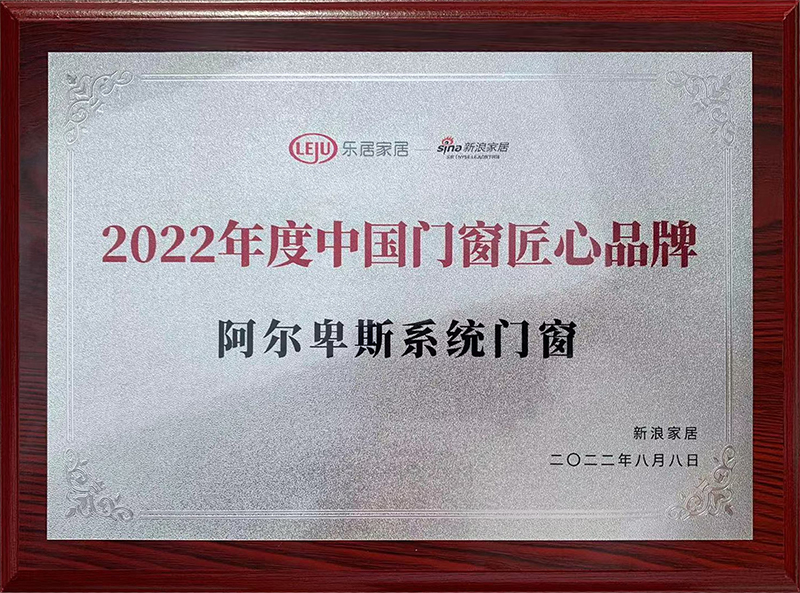 LEJU 乐居家居 sina 新浪家居
2022年度中国门窗匠心品牌
阿尔卑斯系统门窗
新浪家居
二〇二二年八月八日